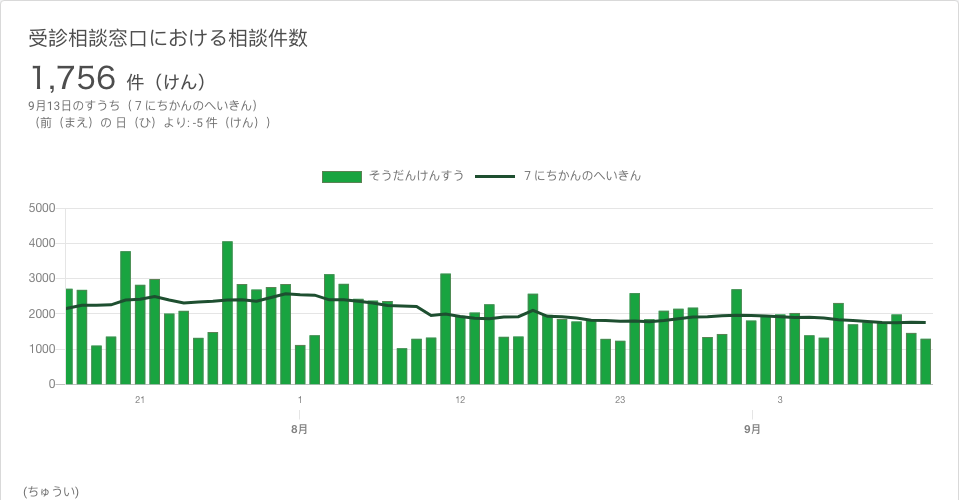 受診相談窓口における相談件数
1,756 件（けん）
9月13日のすうち（７にちかんのへいきん）
（前（まえ）の 日（ひ）より: -5 件（けん））
そうだんけんすう
７にちかんのへいきん
5000
4000
3000
2000
1000
0
21
1
12
23
3
8月
9月
(ちゅうい)